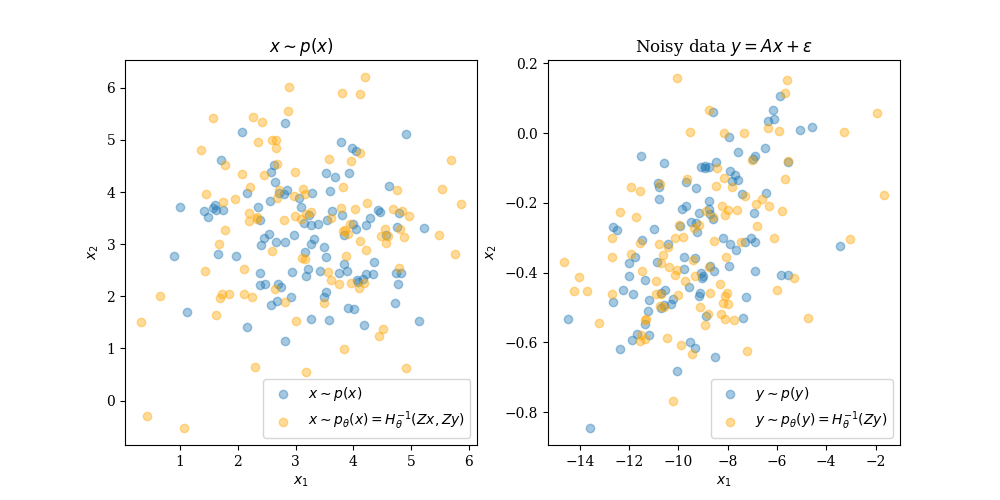 x ~ p(x)
6
5
4
3
2
1
0
x₂
1 2 3 4 5 6
x₁
x ~ p(x)
x ~ p_θ(x) = H_θ^{-1}(Zx, Zy)
Noisy data y = Ax + ε
0.2
0.0
−0.2
−0.4
−0.6
−0.8
x₂
−14 −12 −10 −8 −6 −4 −2
x₁
y ~ p(y)
y ~ p_θ(y) = H_θ^{-1}(Zy)